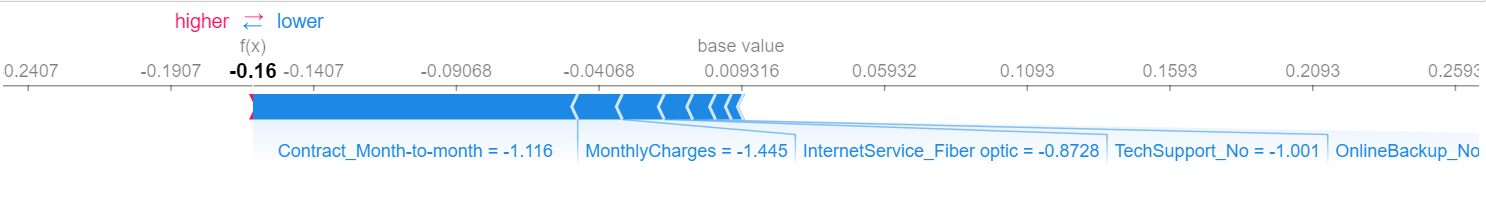 higher ⇄ lower
f(x) base value
0.2407 -0.1907 -0.16 -0.1407 -0.09068 -0.04068 0.009316 0.05932 0.1093 0.1593 0.2093 0.2593
Contract_Month-to-month = -1.116 MonthlyCharges = -1.445 InternetService_Fiber optic = -0.8728 TechSupport_No = -1.001 OnlineBackup_No